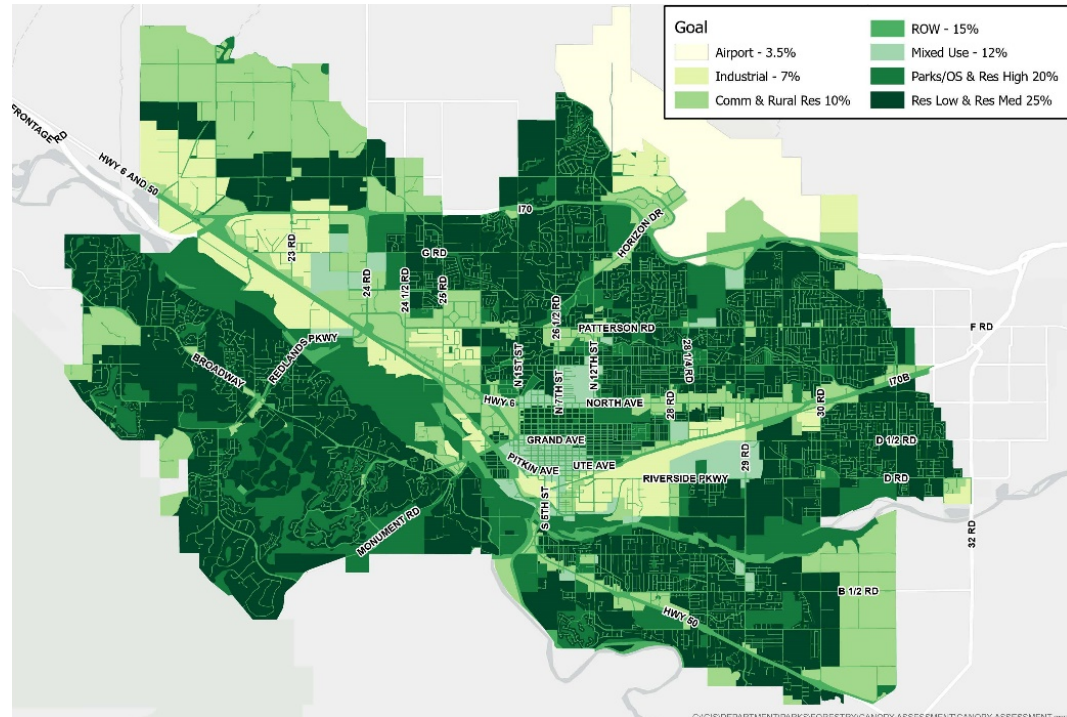 Goal
Airport - 3.5%
Industrial - 7%
Comm & Rural Res 10%
ROW - 15%
Mixed Use - 12%
Parks/OS & Res High 20%
Res Low & Res Med 25%
FRONTAGE RD
HWY 6 AND 50
I70
HORIZON DR
23 RD
G RD
24 RD
24 1/2 RD
25 RD
26 1/2 RD
PATTERSON RD
F RD
REDLANDS PKWY
BROADWAY
N 1ST ST
N 7TH ST
N 12TH ST
28 1/4 RD
I70B
HWY 6
NORTH AVE
28 RD
30 RD
GRAND AVE
D 1/2 RD
PITKIN AVE
UTE AVE
29 RD
RIVERSIDE PKWY
D RD
S 5TH ST
MONUMENT RD
32 RD
B 1/2 RD
HWY 50